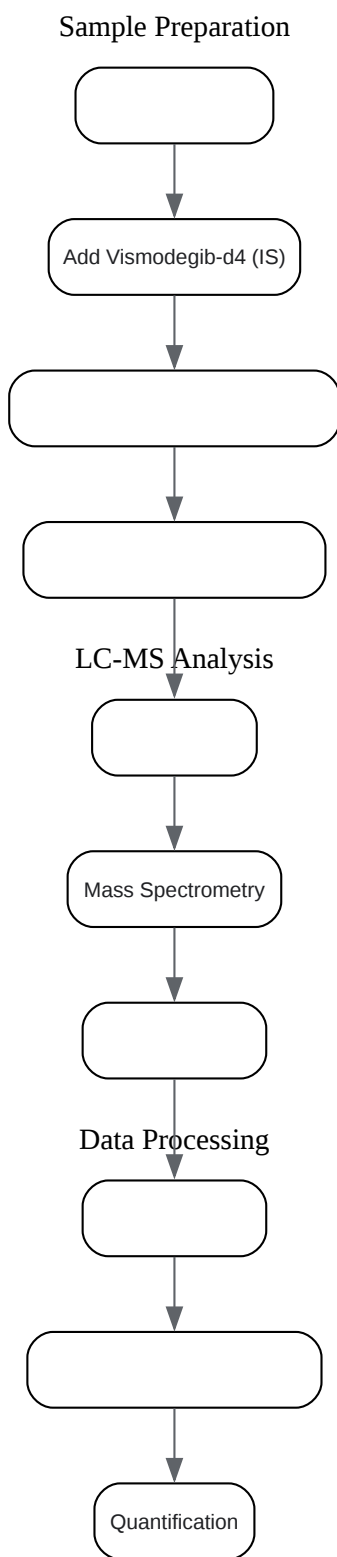 Sample Preparation
Add Vismodegib-d4 (IS)
LC-MS Analysis
Mass Spectrometry
Data Processing
Quantification